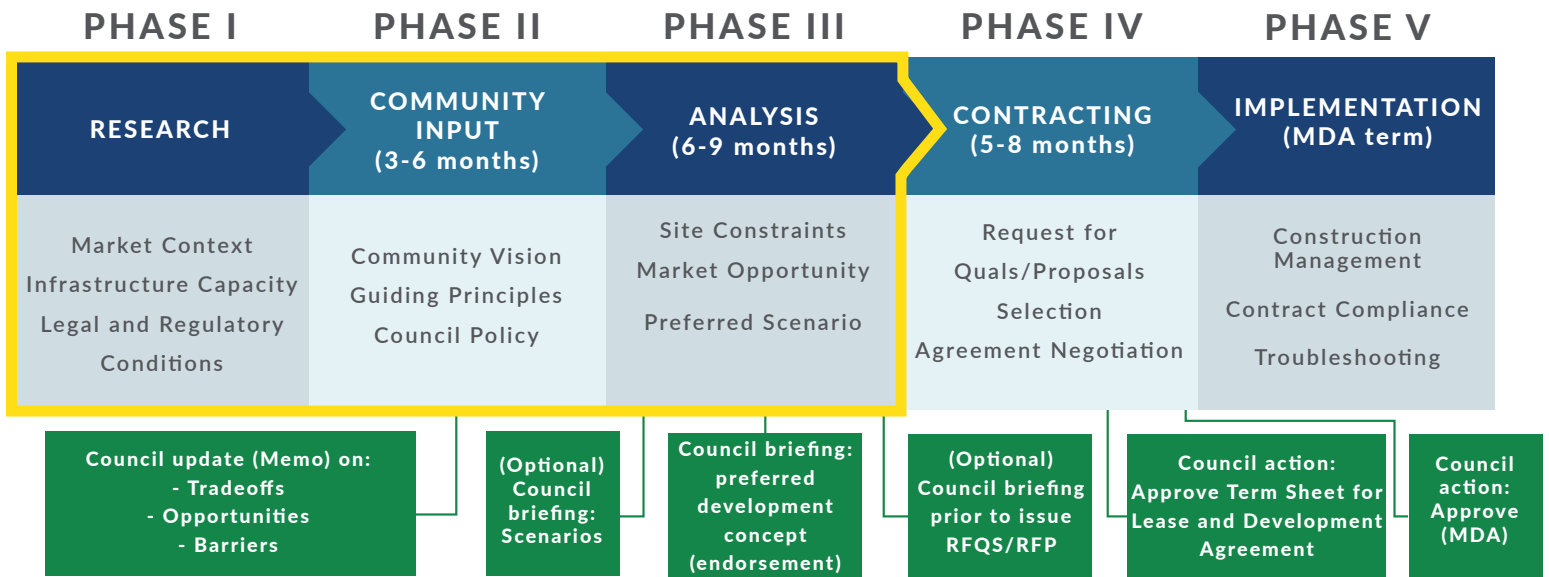 PHASE I
PHASE II
PHASE III
PHASE IV
PHASE V
RESEARCH
COMMUNITY
INPUT
(3-6 months)
ANALYSIS
(6-9 months)
CONTRACTING
(5-8 months)
IMPLEMENTATION
(MDA term)
Market Context
Infrastructure Capacity
Legal and Regulatory
Conditions
Community Vision
Guiding Principles
Council Policy
Site Constraints
Market Opportunity
Preferred Scenario
Request for
Quals/Proposals
Selection
Agreement Negotiation
Construction
Management
Contract Compliance
Troubleshooting
Council update (Memo) on:
- Tradeoffs
- Opportunities
- Barriers
(Optional)
Council
briefing:
Scenarios
Council briefing:
preferred
development
concept
(endorsement)
(Optional)
Council briefing
prior to issue
RFQS/RFP
Council action:
Approve Term Sheet for
Lease and Development
Agreement
Council
action:
Approve
(MDA)